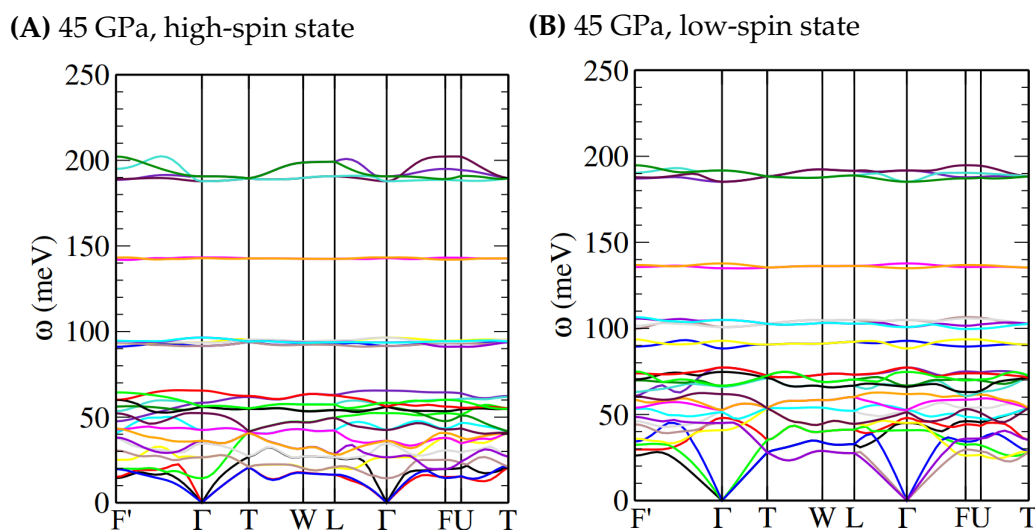 (A) 45 GPa, high-spin state
(B) 45 GPa, low-spin state
250
200
150
100
50
0
ω (meV)
F' Γ T W L Γ FU T
250
200
150
100
50
0
ω (meV)
F' Γ T W L Γ FU T